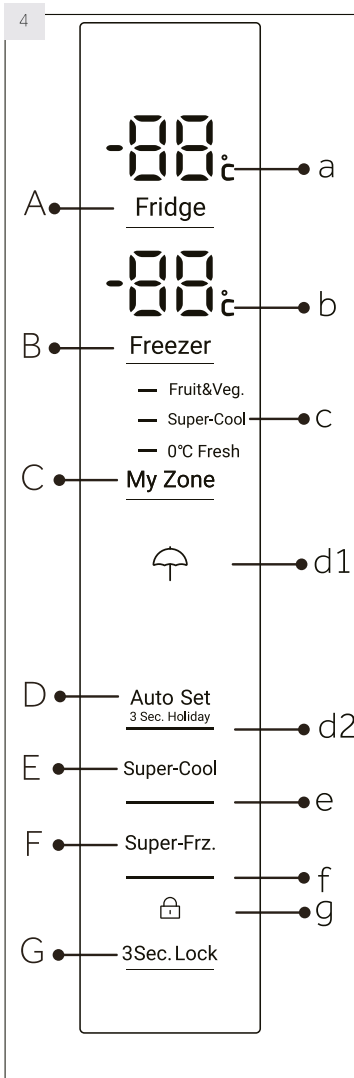 4
-88°c
a
A
Fridge
-88°c
b
B
Freezer
Fruit&Veg.
Super-Cool
c
0°C Fresh
C
My Zone
d1
D
Auto Set
3 Sec. Holiday
d2
E
Super-Cool
e
F
Super-Frz.
f
g
G
3Sec. Lock